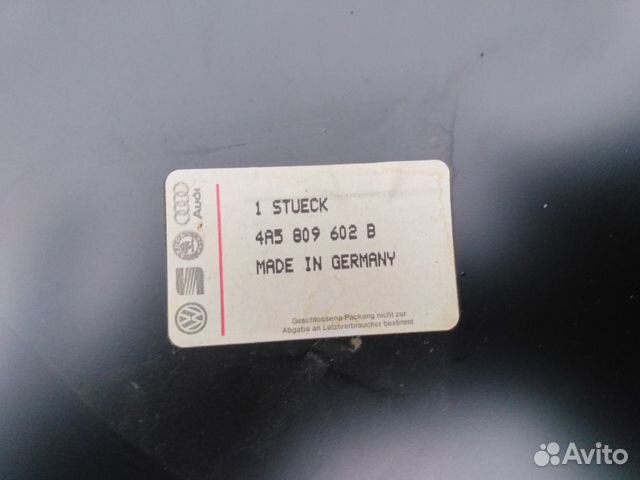 Audi
1 STUECK
4A5 809 602 B
MADE IN GERMANY
Geschlossene Packung nicht zur
Abgabe an Letztverbraucher bestimmt
Avito